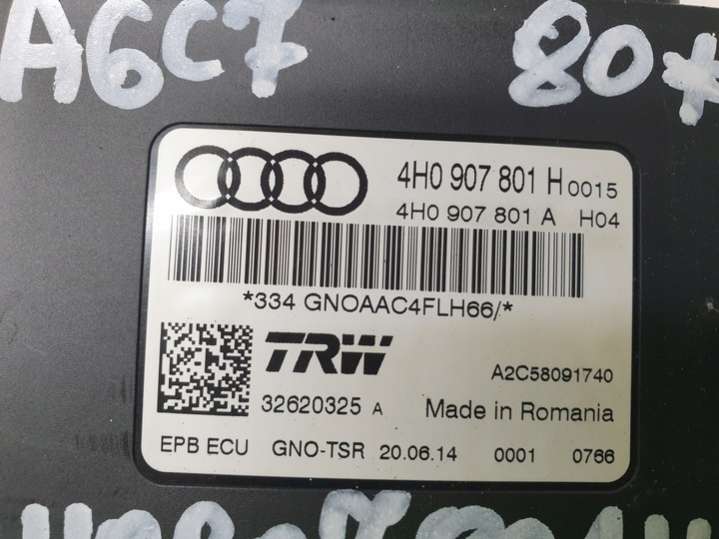 A6C7 80*
4H0 907 801 H 0015
4H0 907 801 A H04
*334 GNOAAC4FLH66/*
TRW
A2C58091740
32620325 A Made in Romania
EPB ECU GNO-TSR 20.06.14 0001 0766